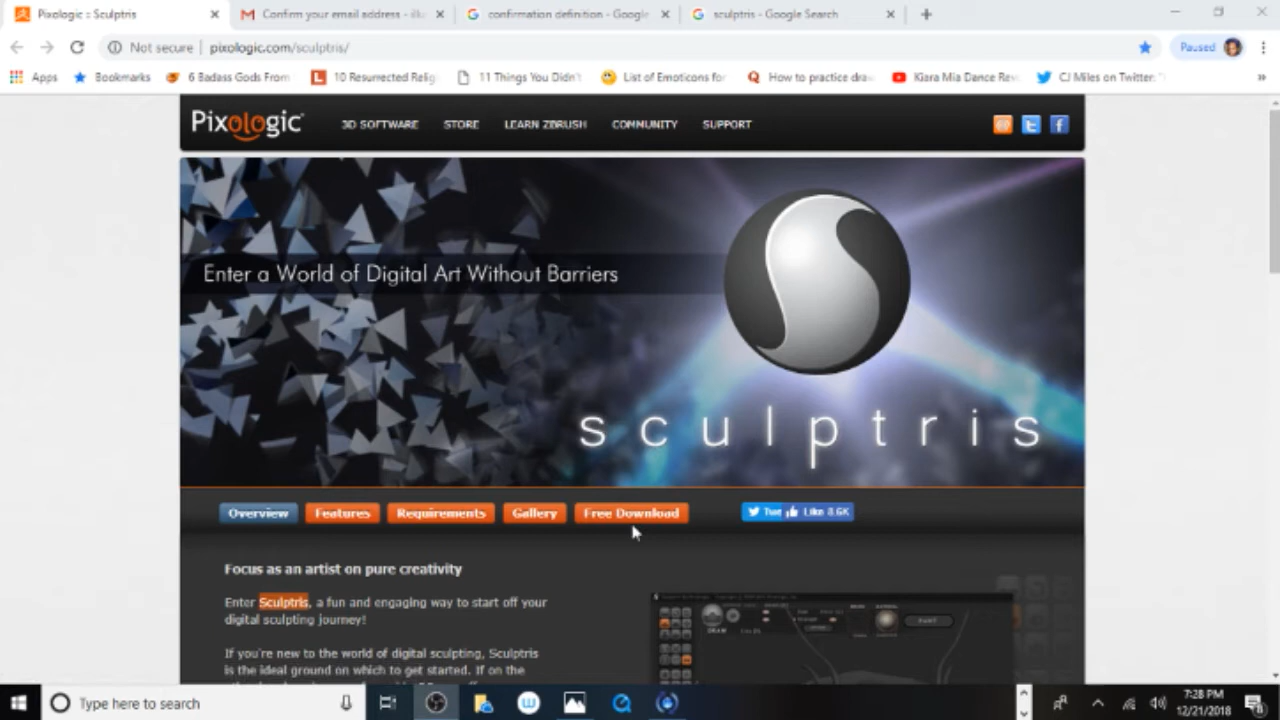 Pixologic :: Sculptris
Confirm your email address -
confirmation definition - Google
sculptris - Google Search
Not secure
pixologic.com/sculptris/
Paused
Apps
Bookmarks
6 Badass Gods From
10 Resurrected Relig
11 Things You Didn't
List of Emoticons for
How to practice dra
Kiara Mia Dance Rev
CJ Miles on Twitter: "
Pixologic
3D SOFTWARE
STORE
LEARN ZBRUSH
COMMUNITY
SUPPORT
Enter a World of Digital Art Without Barriers
sculptris
Overview
Features
Requirements
Gallery
Free Download
Like 8.6K
Focus as an artist on pure creativity
Enter Sculptris, a fun and engaging way to start off your
digital sculpting journey!
If you're new to the world of digital sculpting, Sculptris
is the ideal ground on which to get started. If on the
Type here to search
7:28 PM
12/21/2018